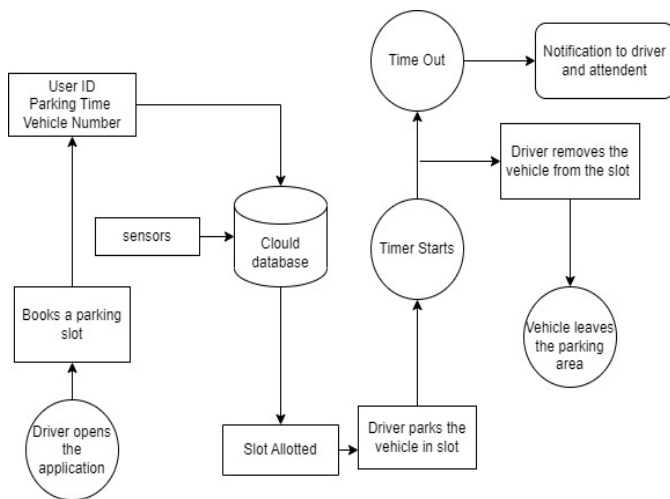 User ID
Parking Time
Vehicle Number
Time Out
Notification to driver
and attendent
Driver removes the
vehicle from the slot
sensors
Clould
database
Timer Starts
Books a parking
slot
Vehicle leaves
the parking
area
Driver opens
the
application
Slot Allotted
Driver parks the
vehicle in slot